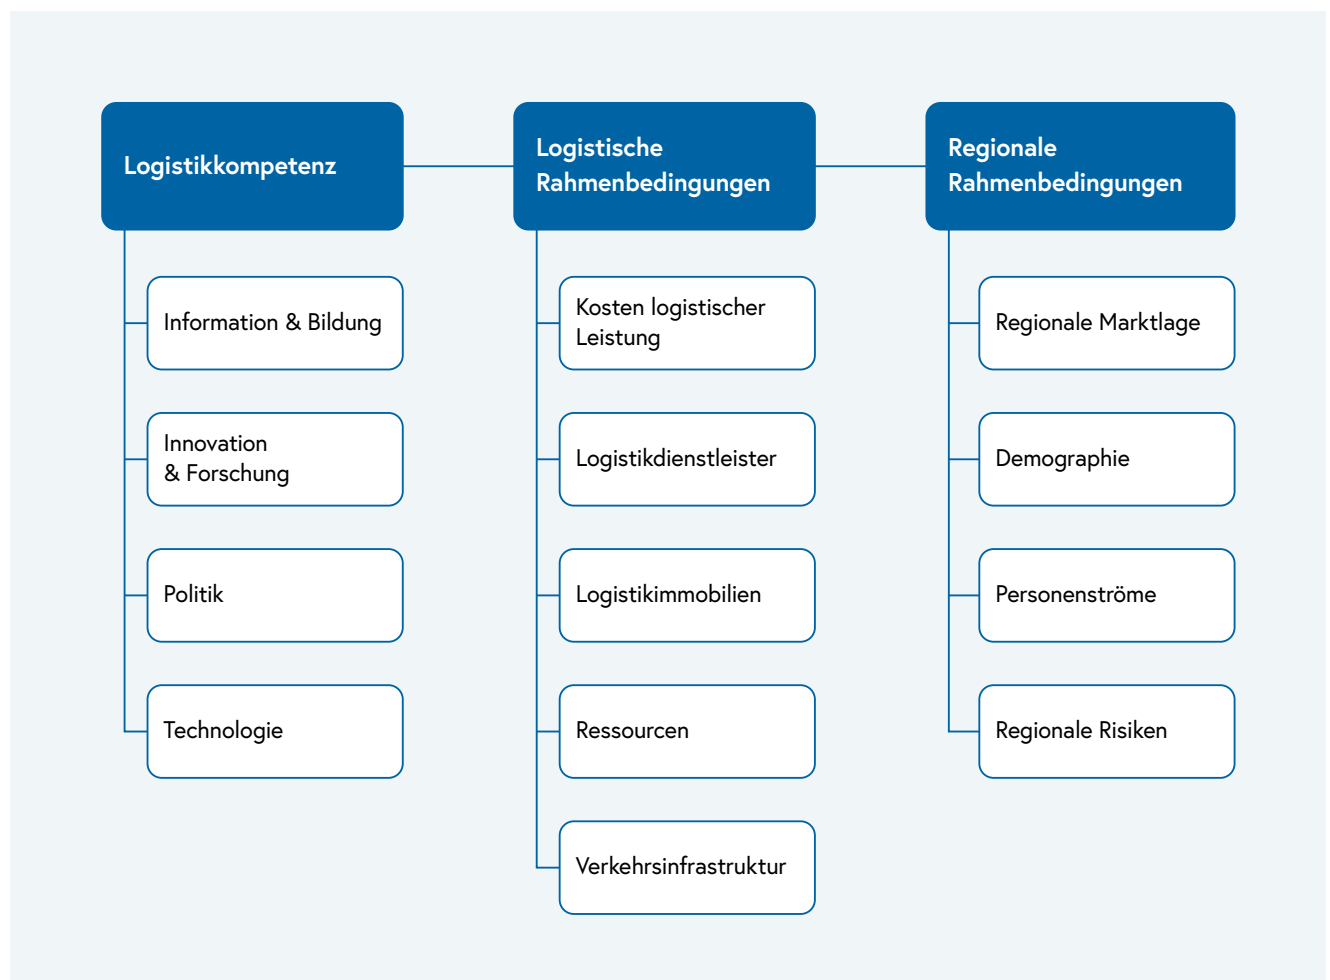 Logistikkompetenz
Information & Bildung
Innovation
& Forschung
Politik
Technologie
Logistische
Rahmenbedingungen
Kosten logistischer
Leistung
Logistikdienstleister
Logistikimmobilien
Ressourcen
Verkehrsinfrastruktur
Regionale
Rahmenbedingungen
Regionale Marktlage
Demographie
Personenströme
Regionale Risiken